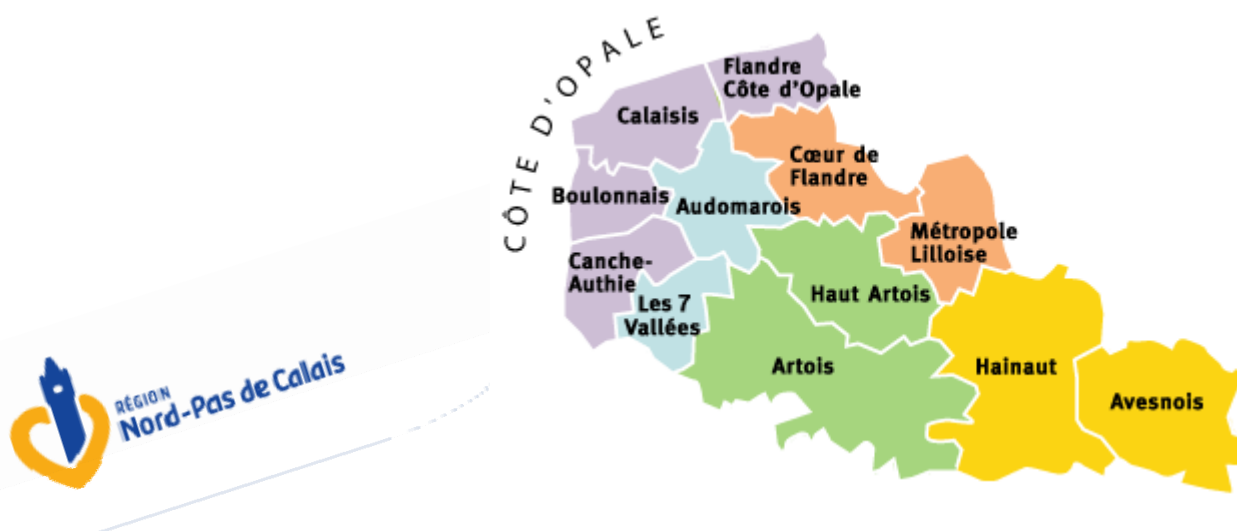 CÔTE D'OPALE
Flandre
Côte d'Opale
Calaisis
Cœur de
Flandre
Boulonnais
Audomarois
Métropole
Lilloise
Canche-
Authie
Les 7
Vallées
Haut Artois
Artois
Hainaut
Avesnois
RÉGION
Nord-Pas de Calais